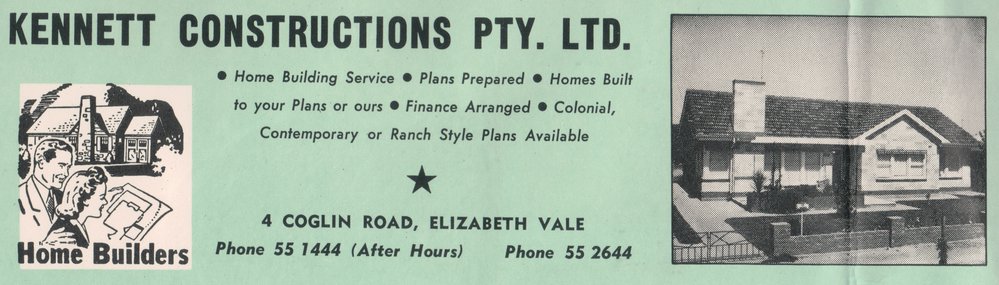 KENNETT CONSTRUCTIONS PTY. LTD.
• Home Building Service • Plans Prepared • Homes Built
to your Plans or ours • Finance Arranged • Colonial,
Contemporary or Ranch Style Plans Available
★
4 COGLIN ROAD, ELIZABETH VALE
Phone 55 1444 (After Hours) Phone 55 2644
Home Builders